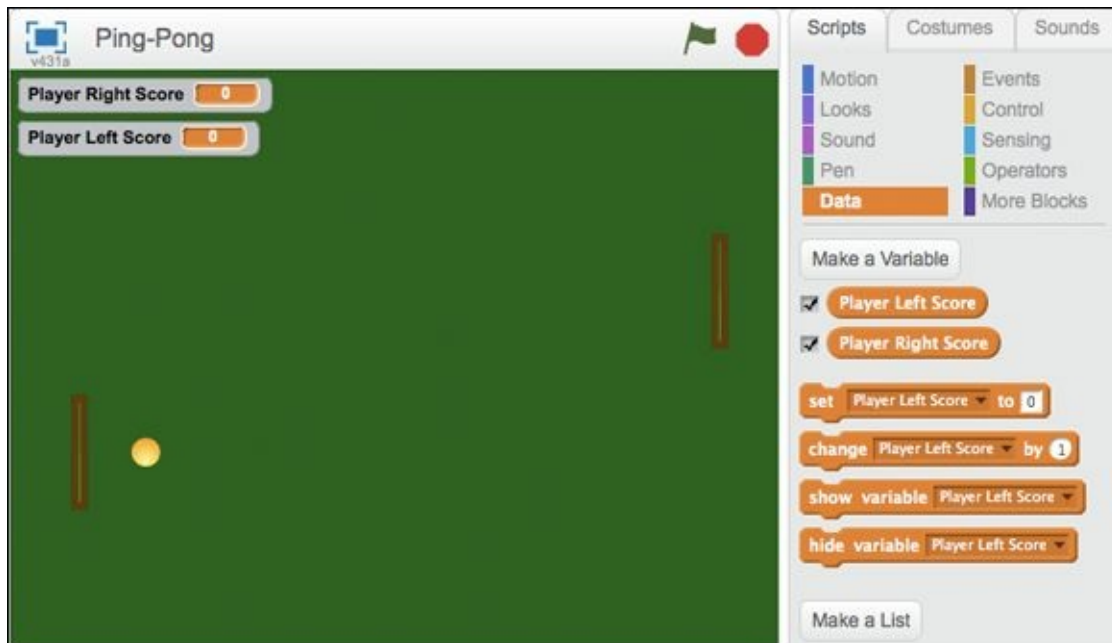 Ping-Pong
v431a
Player Right Score 0
Player Left Score 0
Scripts Costumes Sounds
Motion Events
Looks Control
Sound Sensing
Pen Operators
Data More Blocks
Make a Variable
Player Left Score
Player Right Score
set Player Left Score to 0
change Player Left Score by 1
show variable Player Left Score
hide variable Player Left Score
Make a List